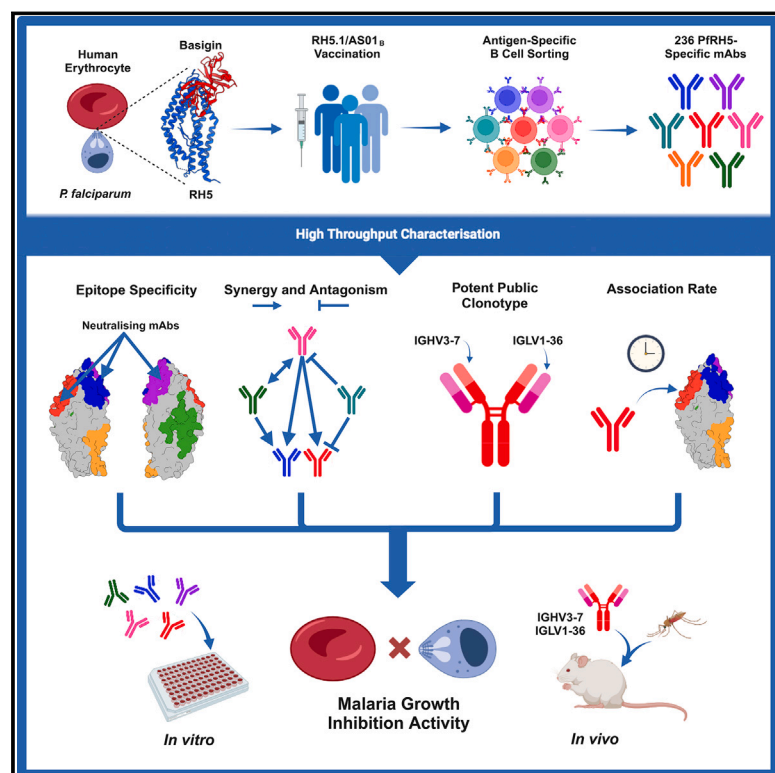 Human
Erythrocyte
Basigin
P. falciparum
RH5
RH5.1/AS01B
Vaccination
Antigen-Specific
B Cell Sorting
236 PfRH5-
Specific mAbs
High Throughput Characterisation
Epitope Specificity
Neutralising mAbs
Synergy and Antagonism
Potent Public
Clonotype
IGHV3-7
IGLV1-36
Association Rate
In vitro
Malaria Growth
Inhibition Activity
IGHV3-7
IGLV1-36
In vivo